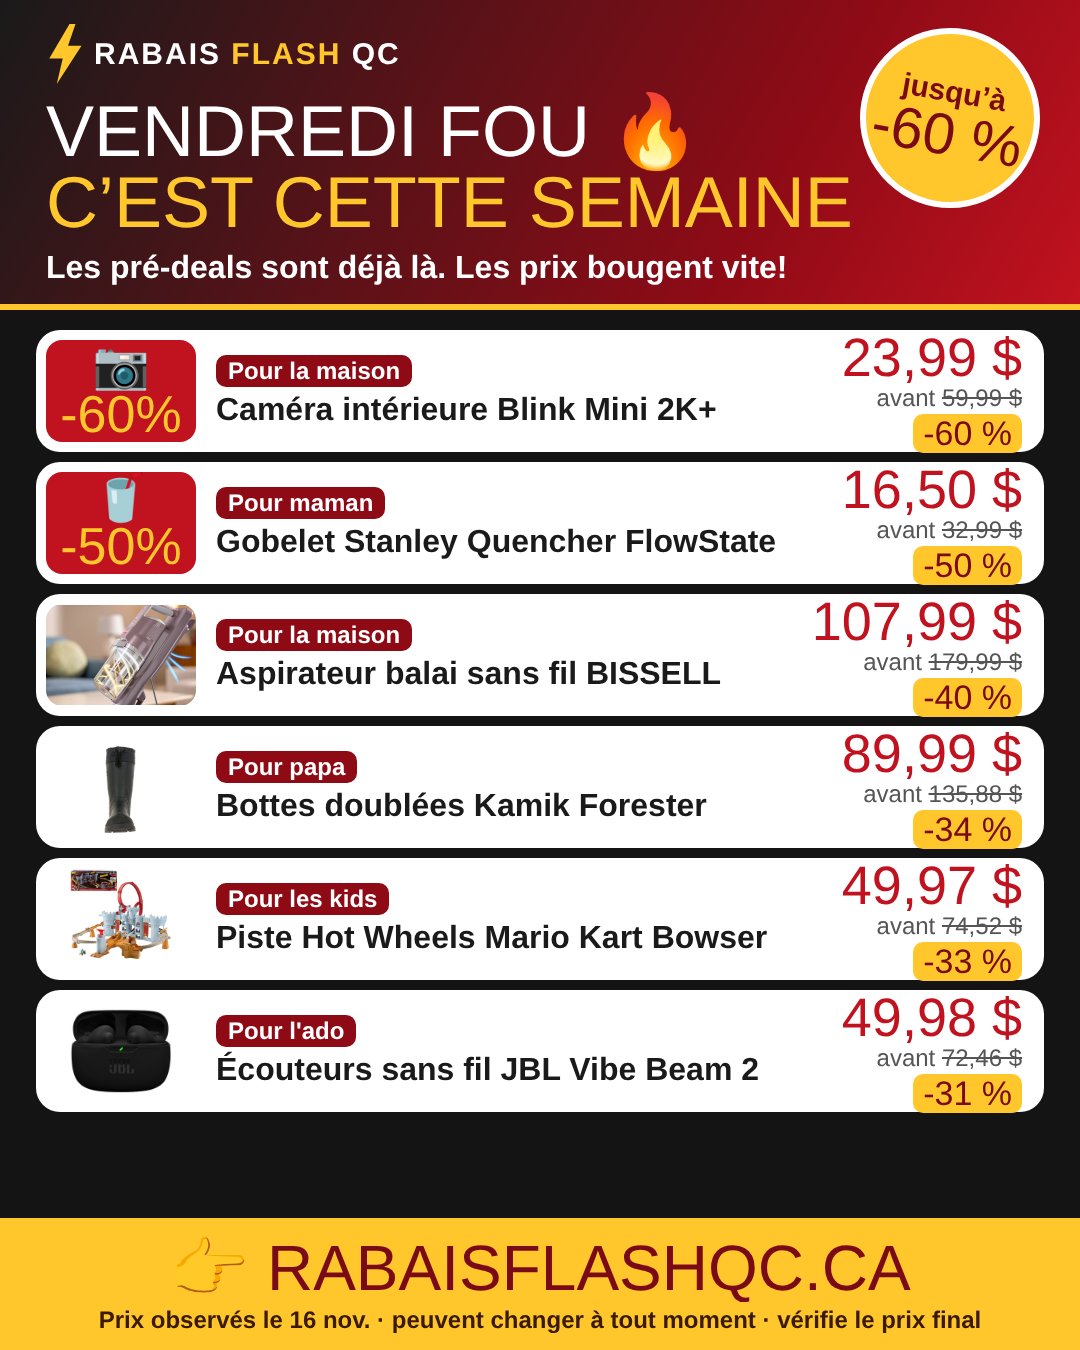 RABAIS FLASH QC
VENDREDI FOU 🔥
C’EST CETTE SEMAINE
Les pré-deals sont déjà là. Les prix bougent vite!
jusqu’à
-60 %
-60%
Pour la maison
Caméra intérieure Blink Mini 2K+
23,99 $
avant 59,99 $
-60 %
-50%
Pour maman
Gobelet Stanley Quencher FlowState
16,50 $
avant 32,99 $
-50 %
Pour la maison
Aspirateur balai sans fil BISSELL
107,99 $
avant 179,99 $
-40 %
Pour papa
Bottes doublées Kamik Forester
89,99 $
avant 135,88 $
-34 %
Pour les kids
Piste Hot Wheels Mario Kart Bowser
49,97 $
avant 74,52 $
-33 %
JBL
Pour l'ado
Écouteurs sans fil JBL Vibe Beam 2
49,98 $
avant 72,46 $
-31 %
👉 RABAISFLASHQC.CA
Prix observés le 16 nov. · peuvent changer à tout moment · vérifie le prix final